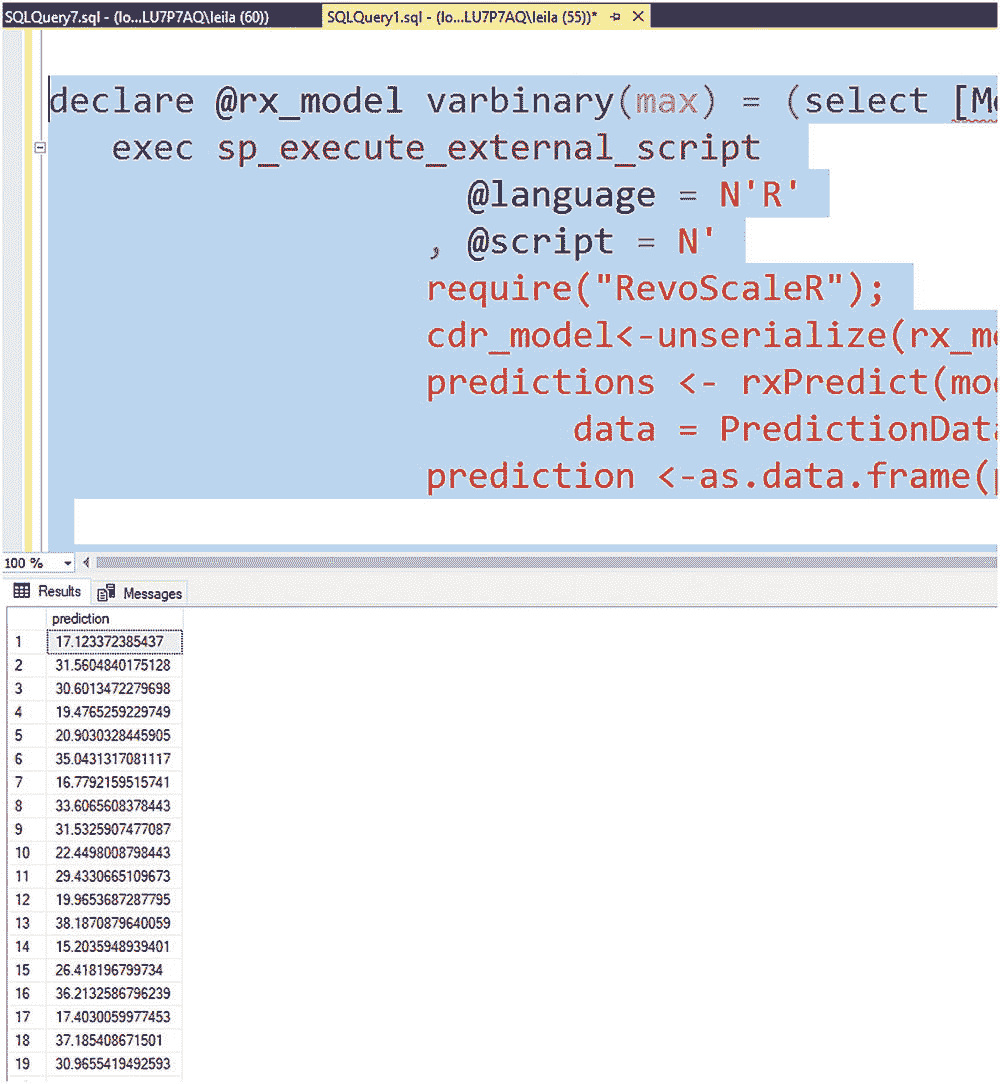 SQLQuery7.sql - (lo...LU7P7AQ\leila (60))
SQLQuery1.sql - (lo...LU7P7AQ\leila (55))*
declare @rx_model varbinary(max) = (select
exec sp_execute_external_script
@language = N'R'
, @script = N'
require("RevoScaleR");
cdr_model<-unserialize(rx_m
predictions <- rxPredict(mo
data = PredictionData
prediction <-as.data.frame(
100 %
Results Messages
prediction
1 17.123372385437
2 31.5604840175128
3 30.6013472279698
4 19.4765259229749
5 20.9030328445905
6 35.0431317081117
7 16.7792159515741
8 33.6065608378443
9 31.5325907477087
10 22.4498008798443
11 29.4330665109673
12 19.9653687287795
13 38.1870879640059
14 15.2035948939401
15 26.418196799734
16 36.2132586796239
17 17.4030059977453
18 37.185408671501
19 30.9655419492593